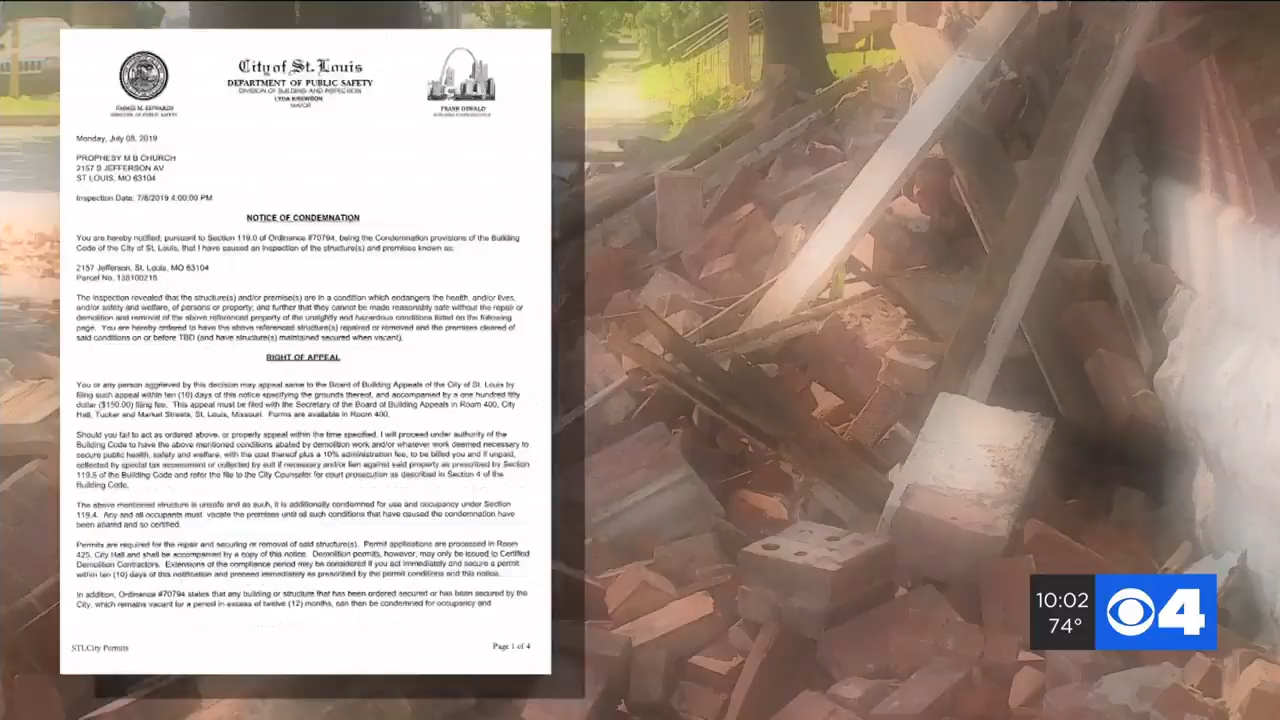 City of St. Louis
DEPARTMENT OF PUBLIC SAFETY
DIVISION OF BUILDING AND INSPECTION
LYDA KREWSON
MAYOR
DIRECTOR OF PUBLIC SAFETY
FRANK OSWALD
BUILDING COMMISSIONER
Monday, July 08, 2019
PROPHESY M B CHURCH
2157 S JEFFERSON AV
ST LOUIS, MO 63104
Inspection Date: 7/8/2019 4:00:00 PM
NOTICE OF CONDEMNATION
You are hereby notified, pursuant to Section 119.0 of Ordinance #70794, being the Condemnation provisions of the Building
Code of the City of St. Louis, that I have caused an inspection of the structure(s) and premises known as:
2157 Jefferson, St. Louis, MO 63104
Parcel No.
The inspection revealed that the structure(s) and/or premise(s) are in a condition which endangers the health, and/or lives,
and/or safety and welfare, of persons or property; and further that they cannot be made reasonably safe without the repair or
demolition and removal of the above referenced property of the unsightly and hazardous conditions listed on the following
page. You are hereby ordered to have the above referenced structure(s) repaired or removed and the premises cleared of
said conditions on or before TBD (and have structure(s) maintained secured when vacant).
RIGHT OF APPEAL
You or any person aggrieved by this decision may appeal same to the Board of Building Appeals of the City of St. Louis by
filing such appeal within ten (10) days of this notice specifying the grounds thereof, and accompanied by a one hundred fifty
dollar ($150.00) filing fee. This appeal must be filed with the Secretary of the Board of Building Appeals in Room 400, City
Hall, Tucker and Market Streets, St. Louis, Missouri. Forms are available in Room 400.
Should you fail to act as ordered above, or properly appeal within the time specified, I will proceed under authority of the
Building Code to have the above mentioned conditions abated by demolition work and/or whatever work deemed necessary to
secure public health, safety and welfare, with the cost thereof plus a 10% administration fee, to be billed you and if unpaid,
collected by special tax assessment or collected by suit if necessary and/or lien against said property as prescribed by Section
119.5 of the Building Code and refer the file to the City Counselor for court prosecution as described in Section 4 of the
Building Code.
The above mentioned structure is unsafe and as such, it is additionally condemned for use and occupancy under Section
119.4. Any and all occupants must vacate the premises until all such conditions that have caused the condemnation have
been abated and so certified.
Permits are required for the repair and securing or removal of said structure(s). Permit applications are processed in Room
425, City Hall and shall be accompanied by a copy of this notice. Demolition permits, however, may only be issued to Certified
Demolition Contractors. Extensions of the compliance period may be considered if you act immediately and secure a permit
within ten (10) days of this notification and proceed immediately as prescribed by the permit conditions and this notice.
In addition, Ordinance #70794 states that any building or structure that has been ordered secured or has been secured by the
City, which remains vacant for a period in excess of twelve (12) months, can then be condemned for occupancy and
STLCity Permits
Page 1 of 4
10:02
74°
4